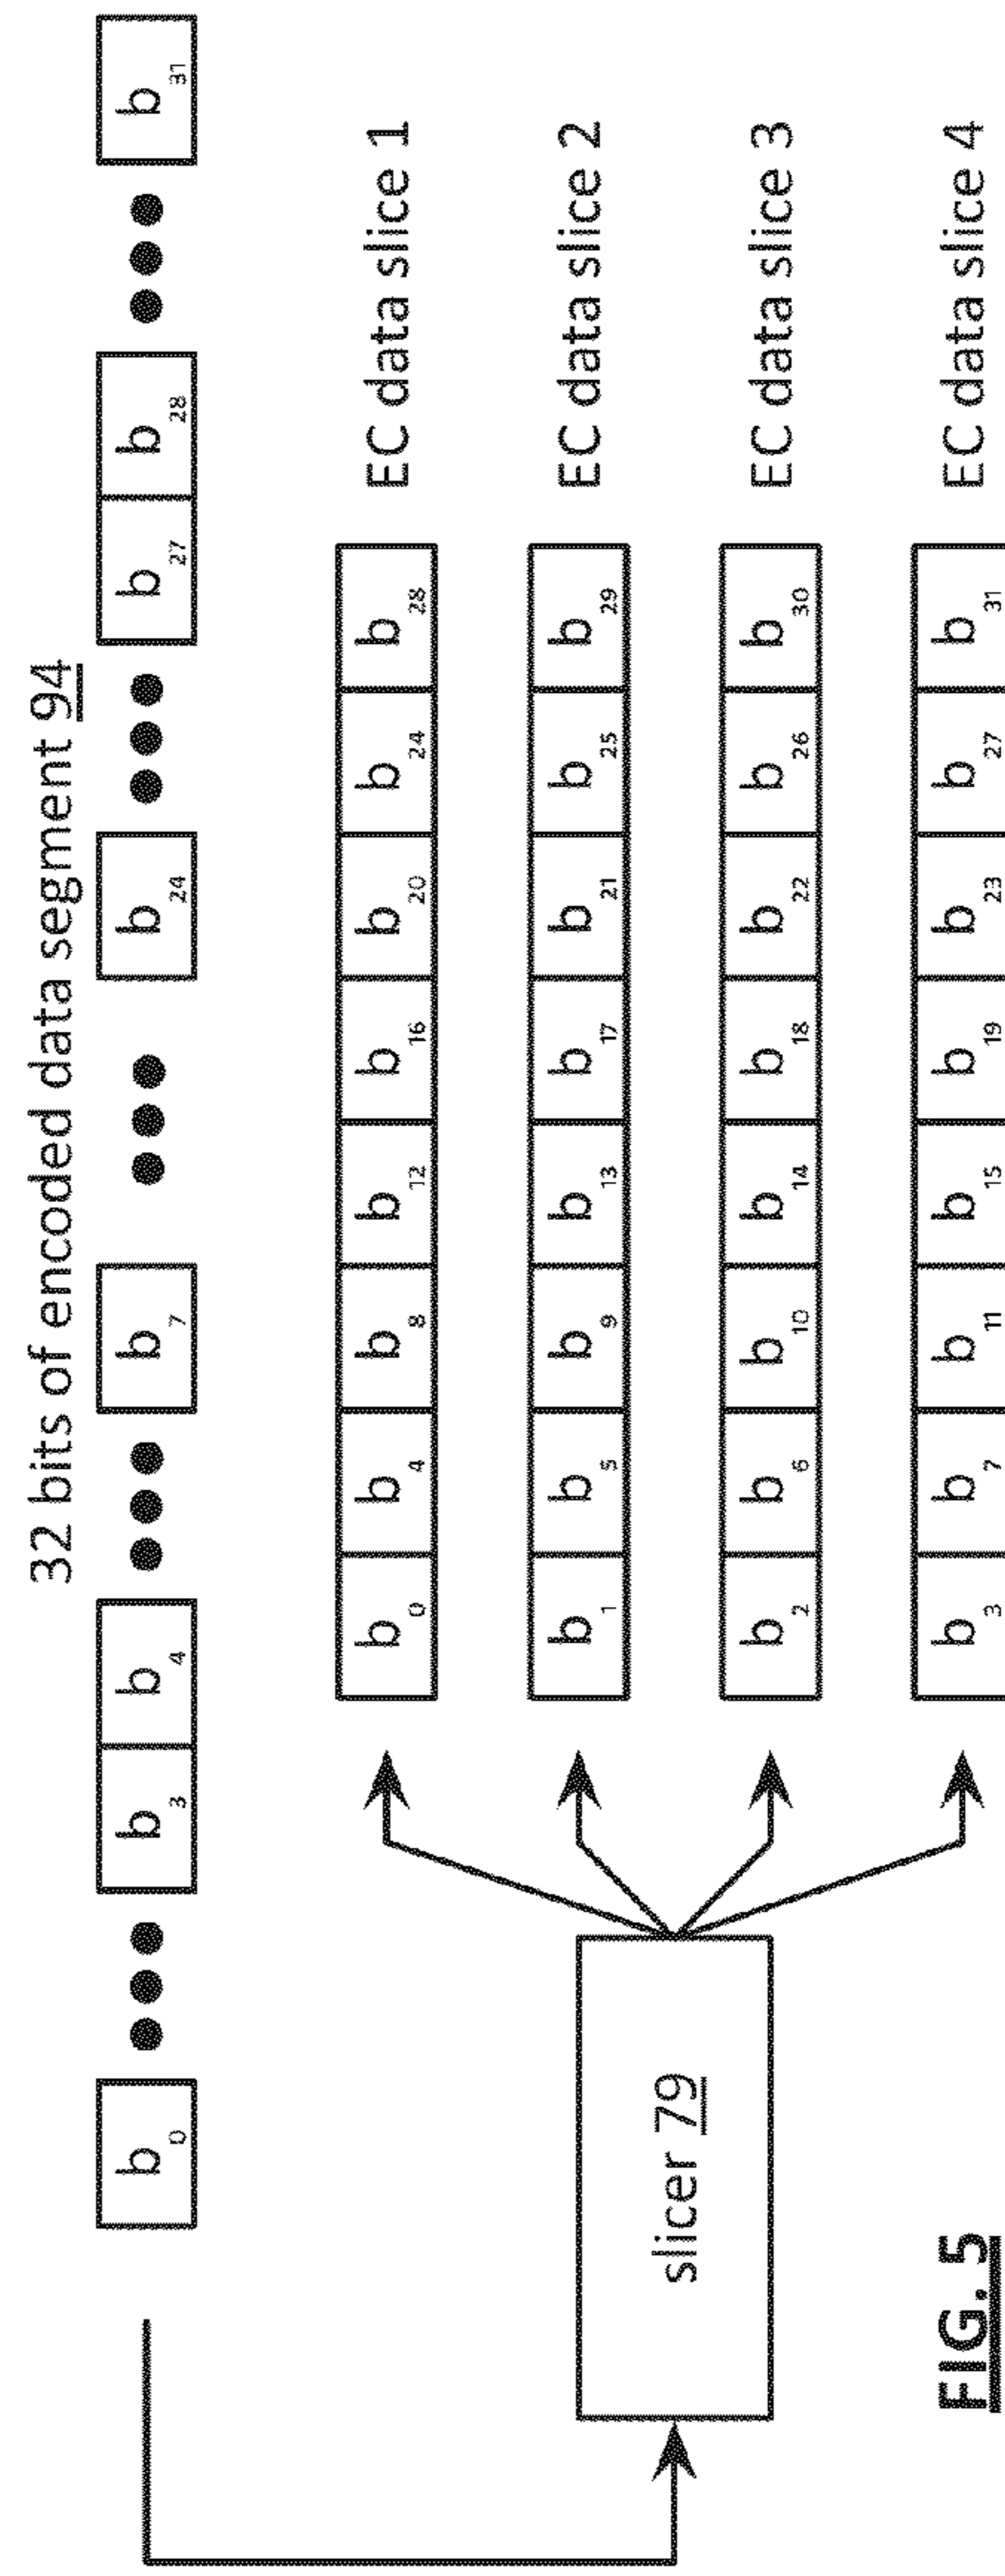 32 bits of encoded data segment 94
b0 ●●● b3 b4 ●●● b7 ●●● b24 ●●● b27 b28 ●●● b31
slicer 79
b0 b4 b8 b12 b16 b20 b24 b28 EC data slice 1
b1 b5 b9 b13 b17 b21 b25 b29 EC data slice 2
b2 b6 b10 b14 b18 b22 b26 b30 EC data slice 3
b3 b7 b11 b15 b19 b23 b27 b31 EC data slice 4
FIG. 5